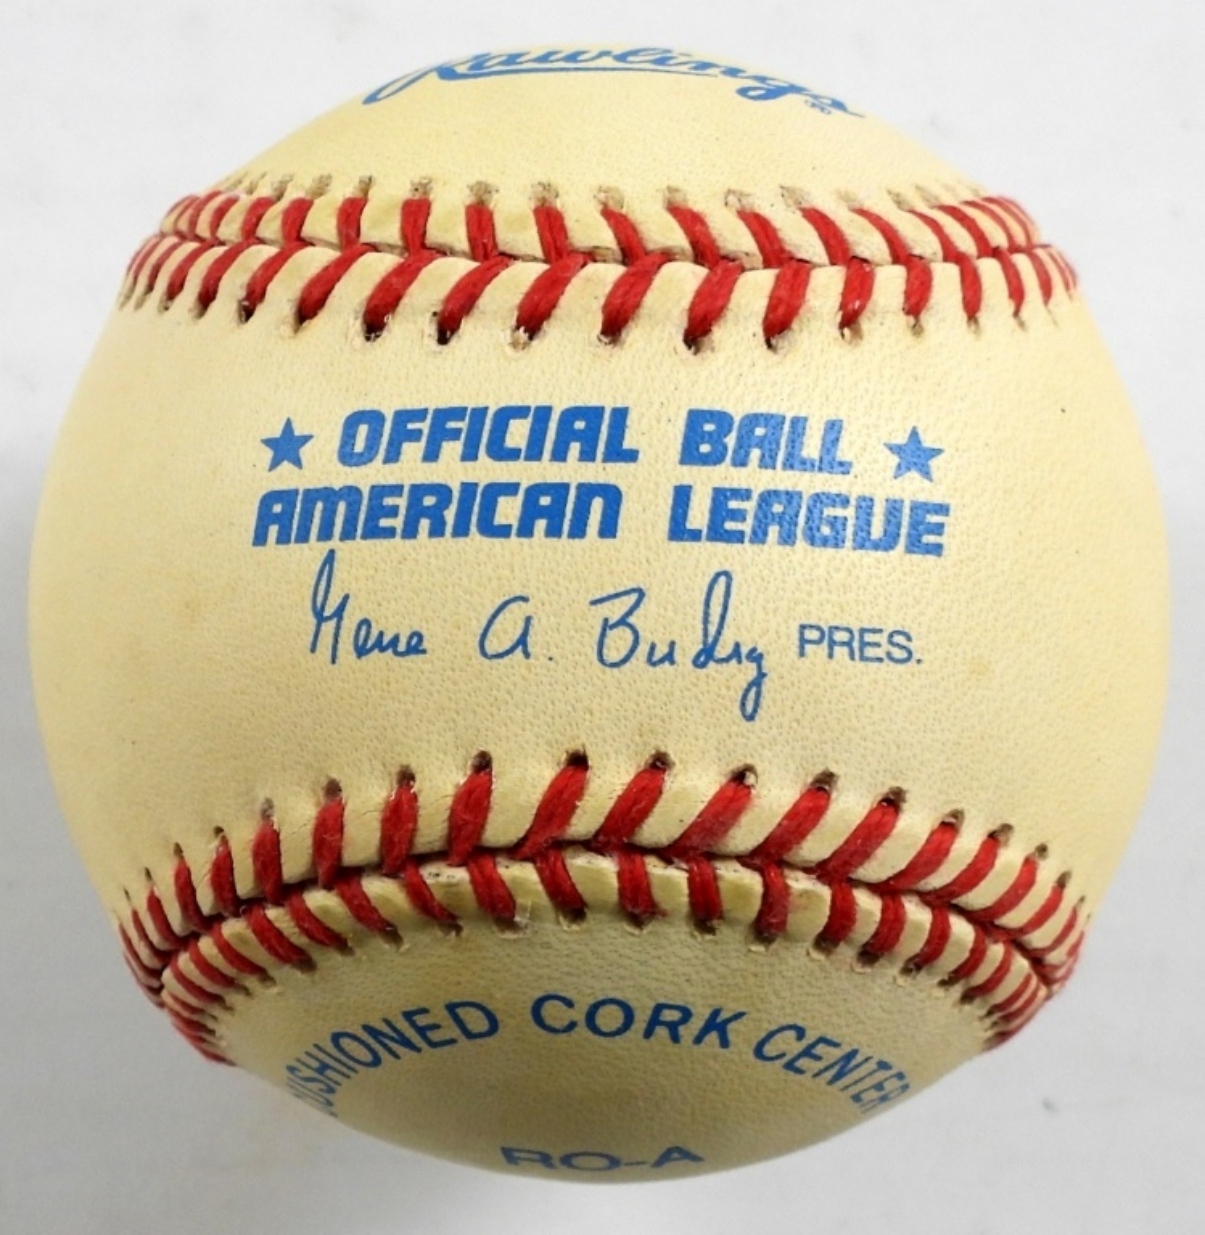 Rawlings®
★ OFFICIAL BALL ★
AMERICAN LEAGUE
Gene A. Budig PRES.
CUSHIONED CORK CENTER
RO-A